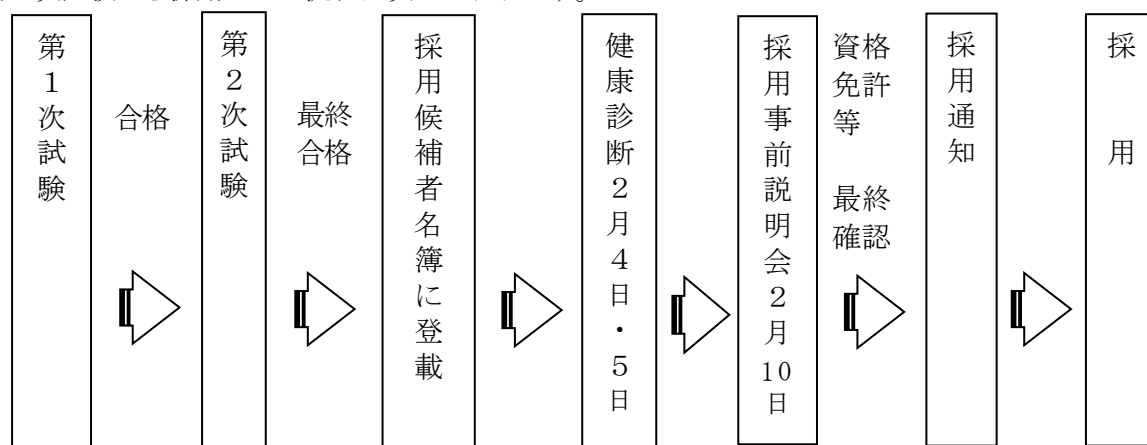 第1次試験
合格
第2次試験
最終
合格
採用候補者名簿に登載
健康診断2月4日・5日
採用事前説明会2月10日
資格
免許
等
最終
確認
採用通知
採用